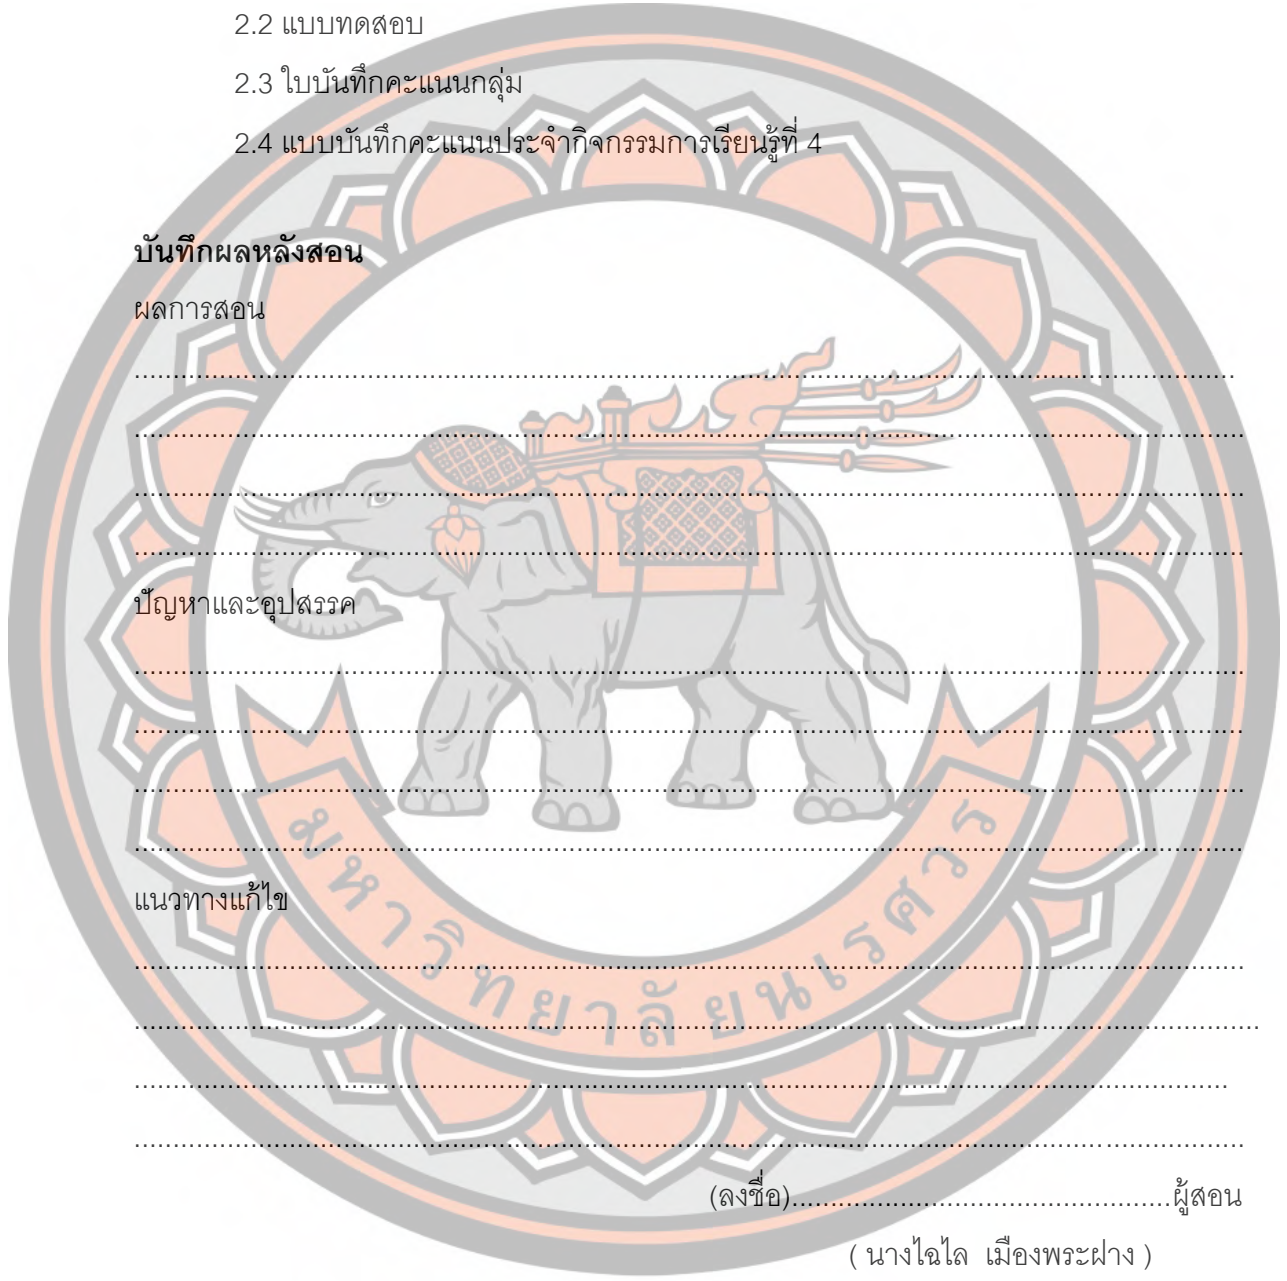 2.2 แบบทดสอบ
2.3 ใบบันทึกคะแนนกลุ่ม
2.4 แบบบันทึกคะแนนประจำกิจกรรมการเรียนรู้ที่ 4
บันทึกผลหลังสอน
ผลการสอน
................................................................................................................................................
................................................................................................................................................
................................................................................................................................................
................................................................................................................................................
ปัญหาและอุปสรรค
................................................................................................................................................
................................................................................................................................................
................................................................................................................................................
................................................................................................................................................
แนวทางแก้ไข
................................................................................................................................................
................................................................................................................................................
................................................................................................................................................
................................................................................................................................................
(ลงชื่อ)..................................................ผู้สอน
( นางไฉไล เมืองพระฝาง )
มหาวิทยาลัยนเรศวร